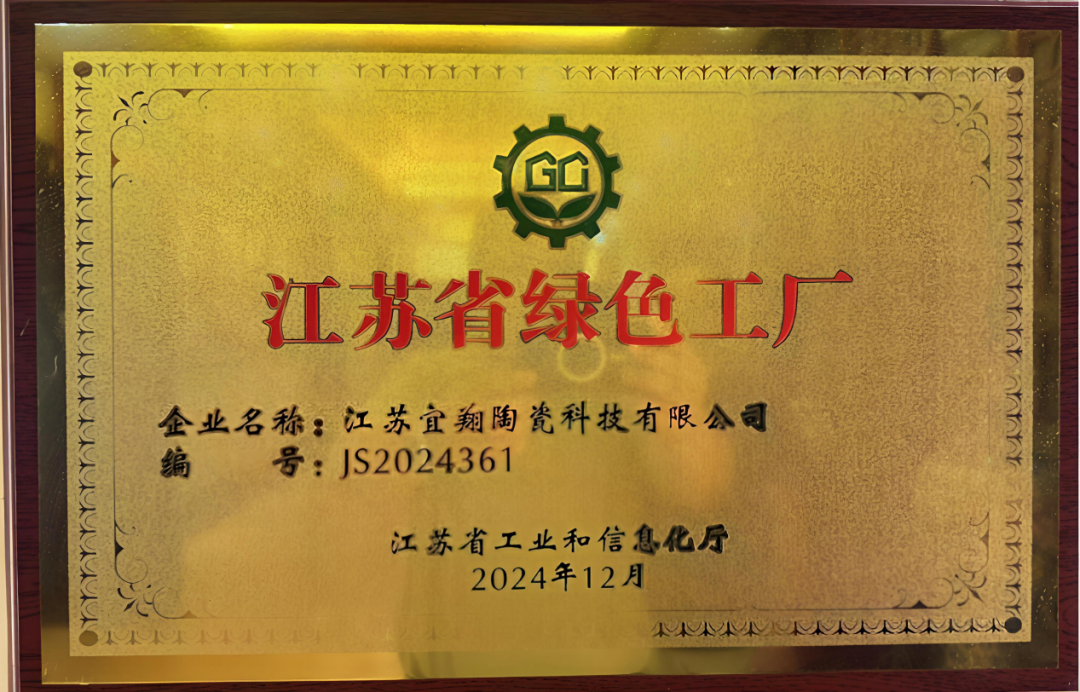 GC
江苏省绿色工厂
企业名称：江苏宜翔陶瓷科技有限公司
编 号：JS2024361
江苏省工业和信息化厅
2024年12月